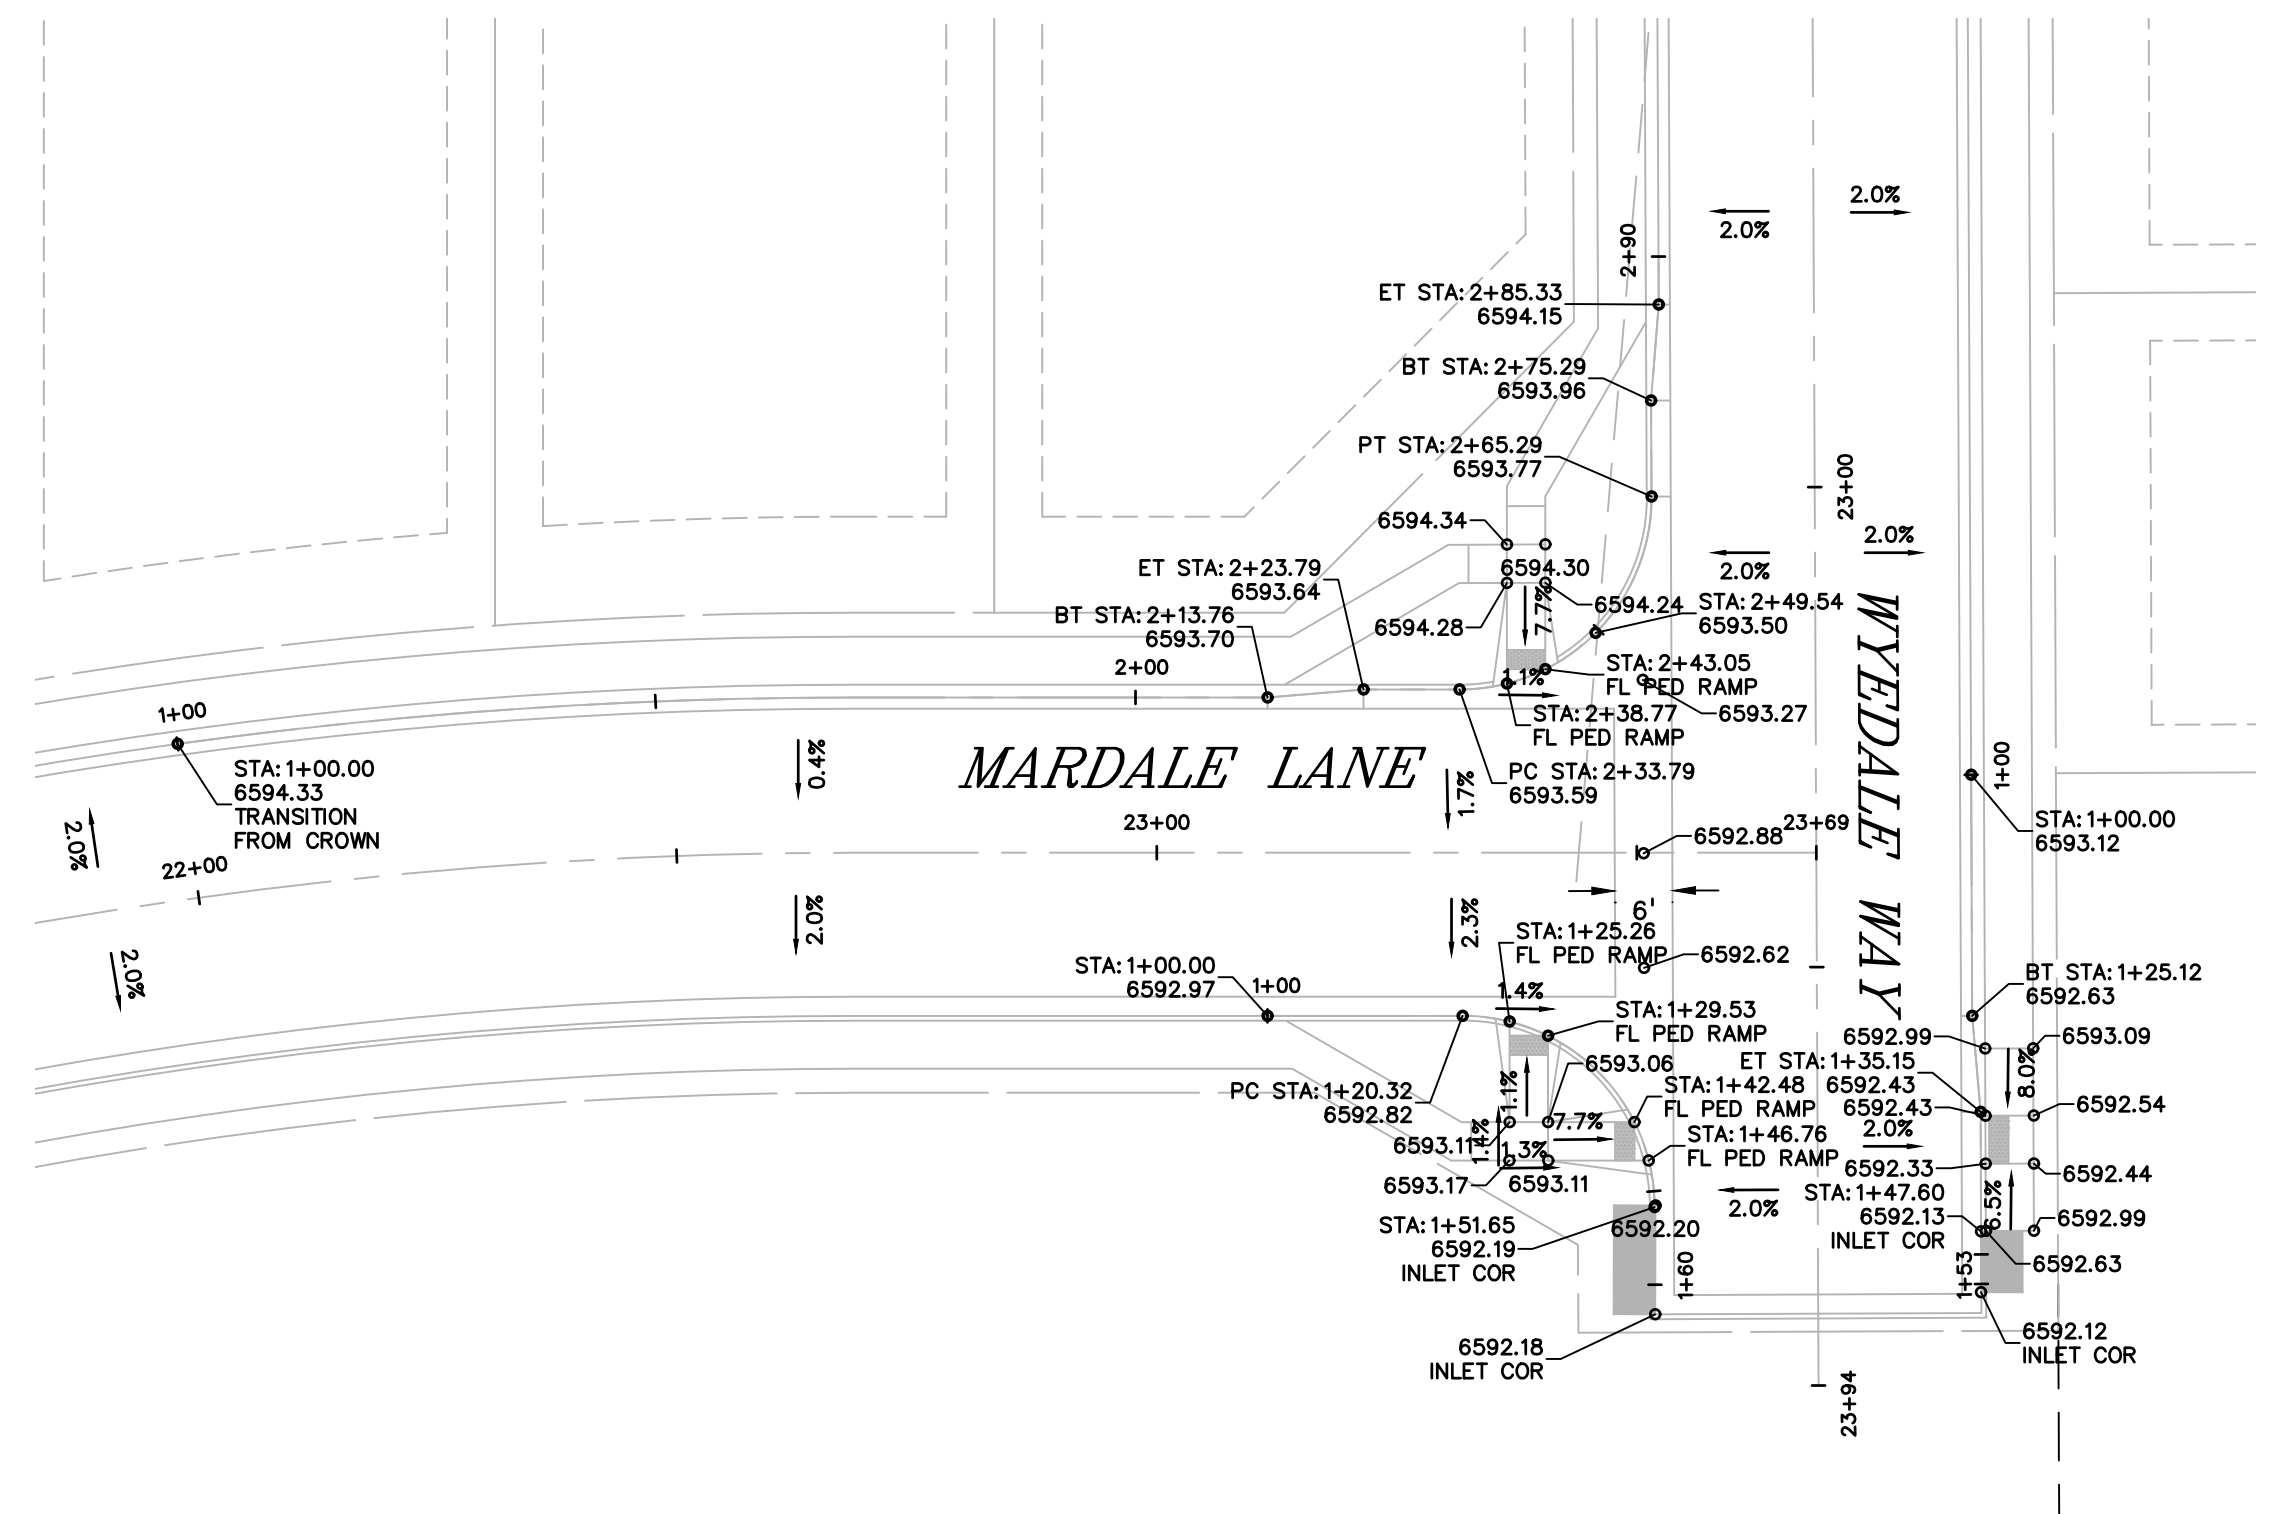 2.0%
2.0%
2+90
ET STA: 2+85.33
6594.15
BT STA: 2+75.29
6593.96
PT STA: 2+65.29
6593.77
23+00
6594.34
2.0%
2.0%
6594.30
ET STA: 2+23.79
6593.64
7.7%
6594.24
STA: 2+49.54
6593.50
BT STA: 2+13.76
6593.70
6594.28
2+00
STA: 2+43.05
FL PED RAMP
1.1%
6593.27
STA: 2+38.77
FL PED RAMP
1+00
STA: 1+00.00
6594.33
TRANSITION
FROM CROWN
0.4%
MARDALE LANE
1.7%
PC STA: 2+33.79
6593.59
WYEDALE WAY
1+00
STA: 1+00.00
6593.12
2.0%
22+00
23+00
6592.88
23+69
6'
2.0%
2.0%
2.3%
STA: 1+25.26
FL PED RAMP
6592.62
STA: 1+00.00
6592.97
1+00
1.4%
BT STA: 1+25.12
6592.63
STA: 1+29.53
FL PED RAMP
6592.99
6593.09
6593.06
ET STA: 1+35.15
6592.43
8.0%
PC STA: 1+20.32
6592.82
1.1%
STA: 1+42.48
FL PED RAMP
6592.43
6592.54
7.7%
2.0%
6593.11
1.4%
1.3%
STA: 1+46.76
FL PED RAMP
6592.33
6592.44
6593.17
6593.11
STA: 1+47.60
6592.13
INLET COR
6.5%
2.0%
6592.99
STA: 1+51.65
6592.19
INLET COR
6592.20
1+60
1+53
6592.63
6592.18
INLET COR
6592.12
INLET COR
23+94